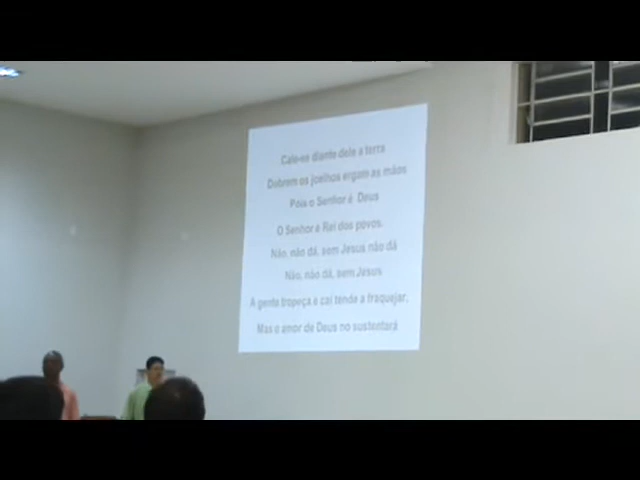 Cale-se diante dele a terra
Dobrem os joelhos ergam as mãos
Pois o Senhor é Deus
O Senhor é Rei dos povos.
Não, não dá, sem Jesus não dá
Não, não dá, sem Jesus
A gente tropeça e cai tende a fraquejar,
Mas o amor de Deus no sustentará